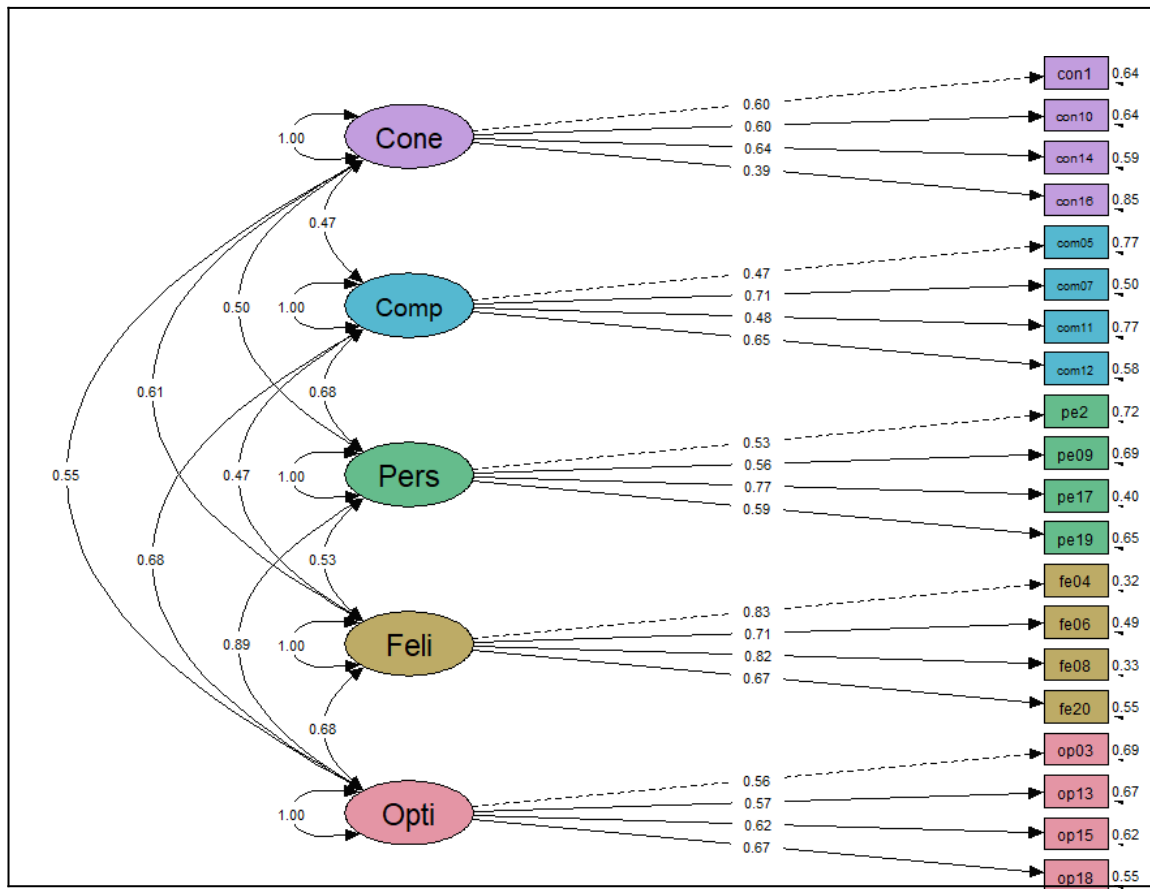 con1 0.64
0.60
con10 0.64
Cone
1.00
0.60
0.64
con14 0.59
0.39
con16 0.85
0.47
com05 0.77
0.47
com07 0.50
Comp
1.00
0.71
0.50
0.48
com11 0.77
0.65
com12 0.58
0.61
0.68
pe2 0.72
0.53
pe09 0.69
0.56
Pers
1.00
0.55
0.47
0.77
pe17 0.40
0.59
pe19 0.65
0.68
0.53
fe04 0.32
0.83
fe06 0.49
0.71
Feli
1.00
0.89
0.82
fe08 0.33
0.67
fe20 0.55
0.68
op03 0.69
0.56
op13 0.67
0.57
Opti
1.00
0.62
op15 0.62
0.67
op18 0.55